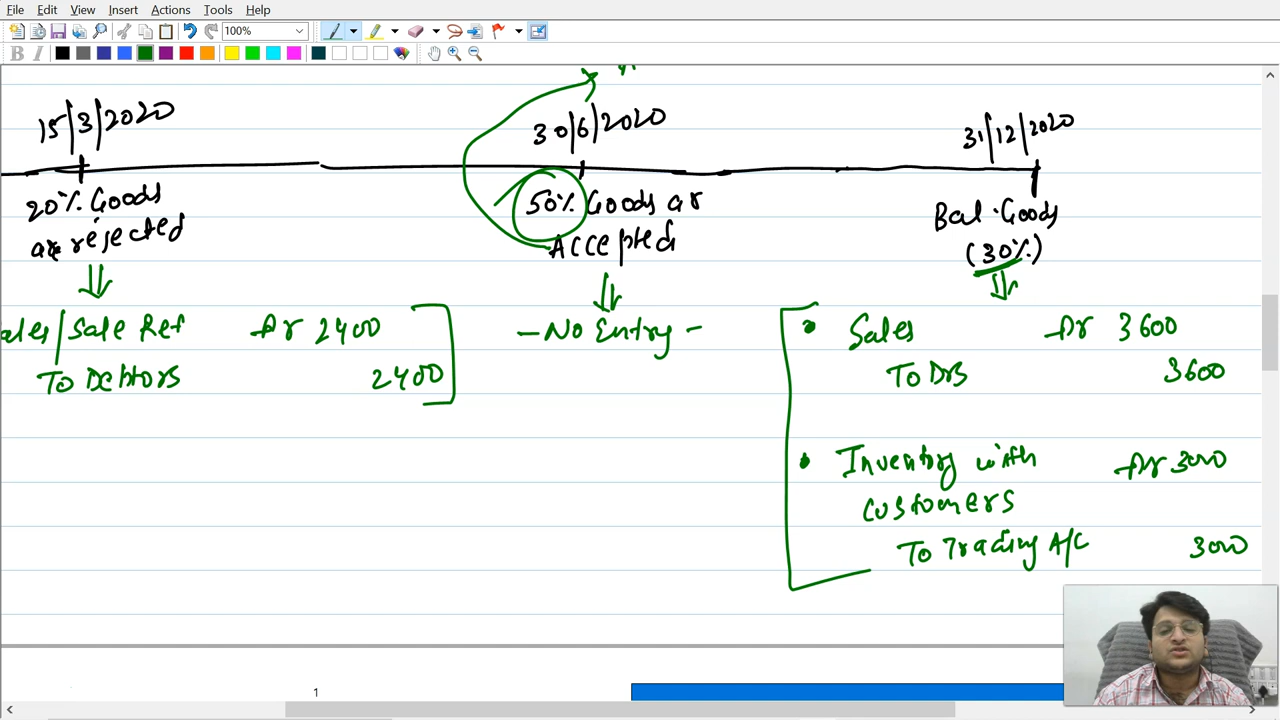 File Edit View Insert Actions Tools Help
100%
B I U
15/3/2020
30/6/2020
31/12/2020
20% Goods
are rejected
50% Goods ar
Accepted
Bal. Goods
(30%)
ales/Sale Ret Dr 2400
To Debtors 2400
- No Entry -
• Sales Dr 3600
To Drs 3600
• Inventory with Dr 3000
customers
To Trading A/c 3000
1